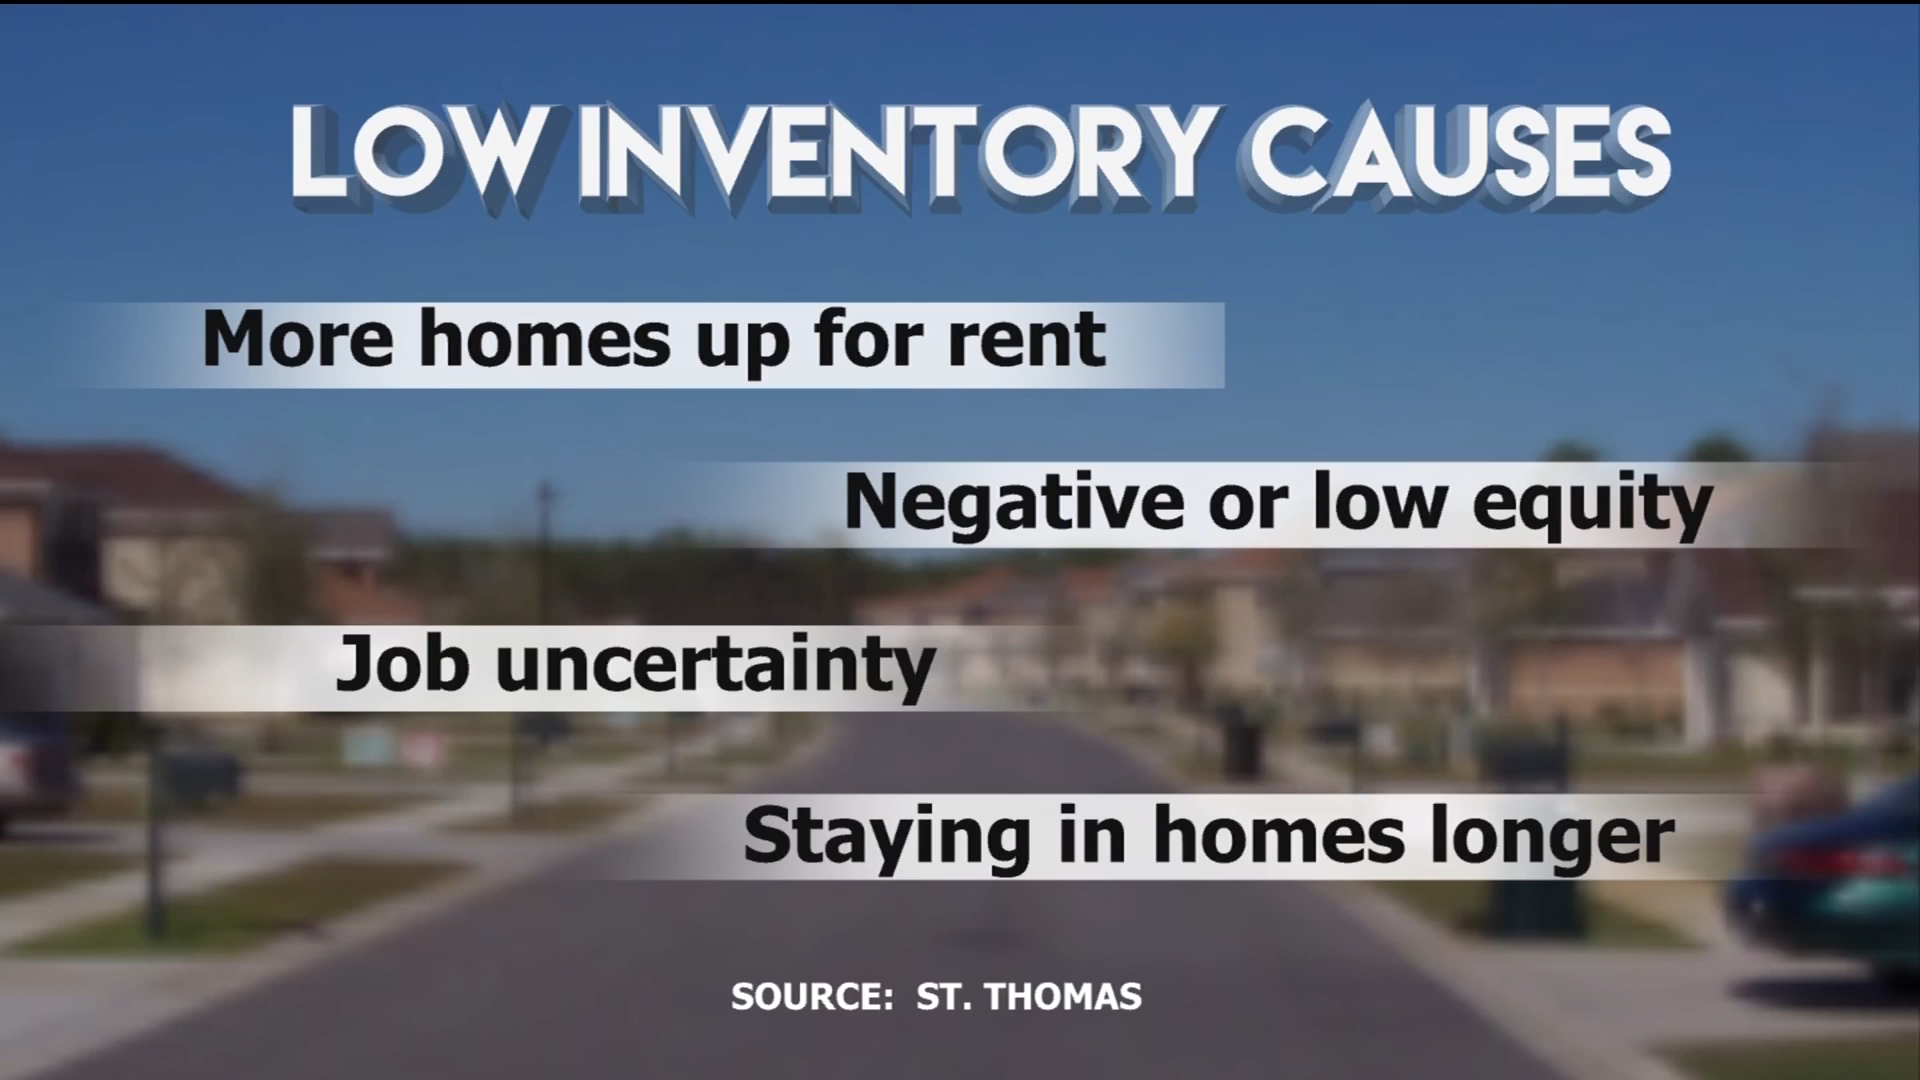 LOW INVENTORY CAUSES
More homes up for rent
Negative or low equity
Job uncertainty
Staying in homes longer
SOURCE: ST. THOMAS